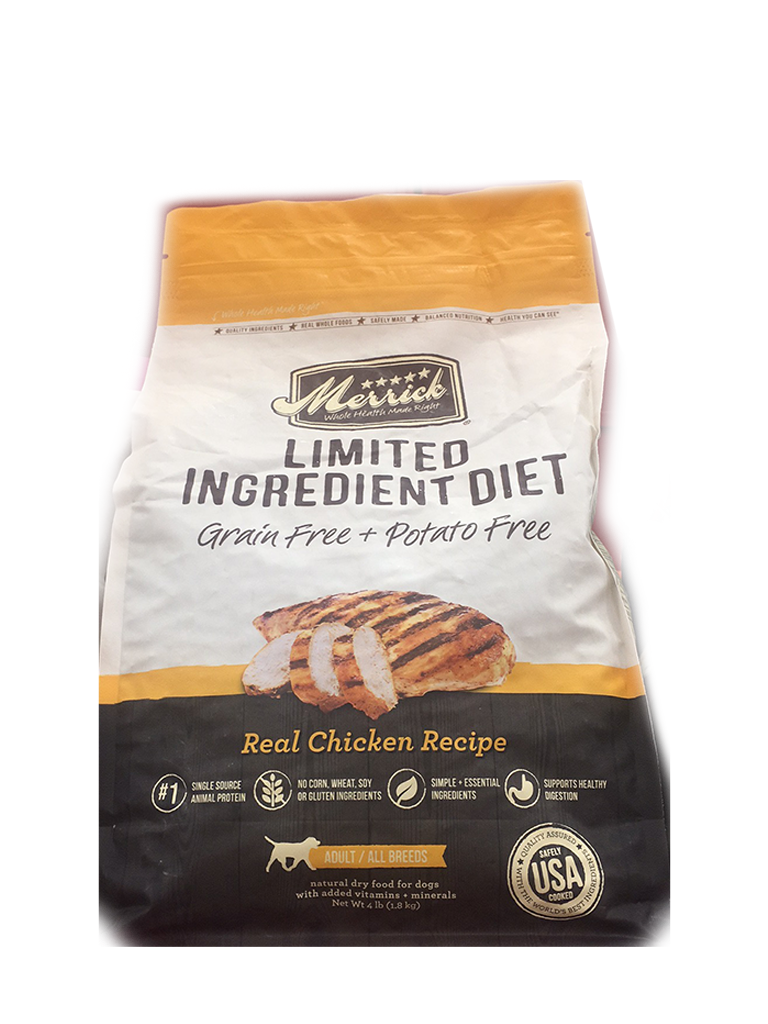 Whole Health Made Right™
★ QUALITY INGREDIENTS ★ REAL WHOLE FOODS ★ SAFELY MADE ★ BALANCED NUTRITION ★ HEALTH YOU CAN SEE®
Merrick
Whole Health Made Right
®
LIMITED
INGREDIENT DIET
Grain Free + Potato Free
Real Chicken Recipe
#1 SINGLE SOURCE
ANIMAL PROTEIN
NO CORN, WHEAT, SOY
OR GLUTEN INGREDIENTS
SIMPLE + ESSENTIAL
INGREDIENTS
SUPPORTS HEALTHY
DIGESTION
ADULT / ALL BREEDS
natural dry food for dogs
with added vitamins + minerals
Net Wt 4 lb (1.8 kg)
QUALITY ASSURED
SAFELY
USA
COOKED
WITH THE WORLD'S BEST INGREDIENTS